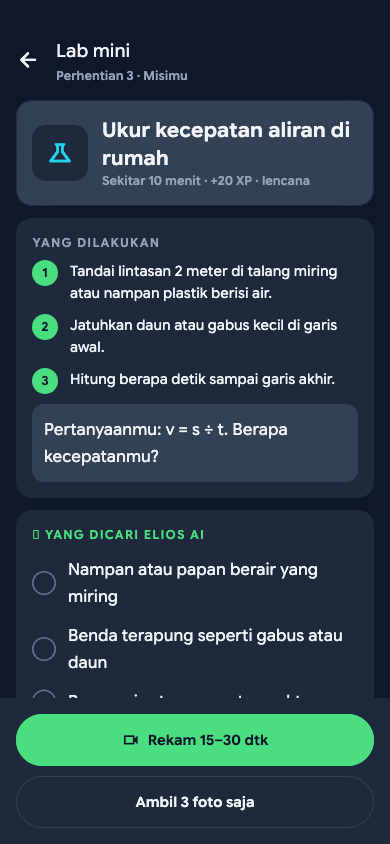 Lab mini
Perhentian 3 · Misimu
Ukur kecepatan aliran di
rumah
Sekitar 10 menit · +20 XP · lencana
YANG DILAKUKAN
1 Tandai lintasan 2 meter di talang miring
atau nampan plastik berisi air.
2 Jatuhkan daun atau gabus kecil di garis
awal.
3 Hitung berapa detik sampai garis akhir.
Pertanyaanmu: v = s ÷ t. Berapa
kecepatanmu?
YANG DICARI ELIOS AI
Nampan atau papan berair yang
miring
Benda terapung seperti gabus atau
daun
Rekam 15–30 dtk
Ambil 3 foto saja